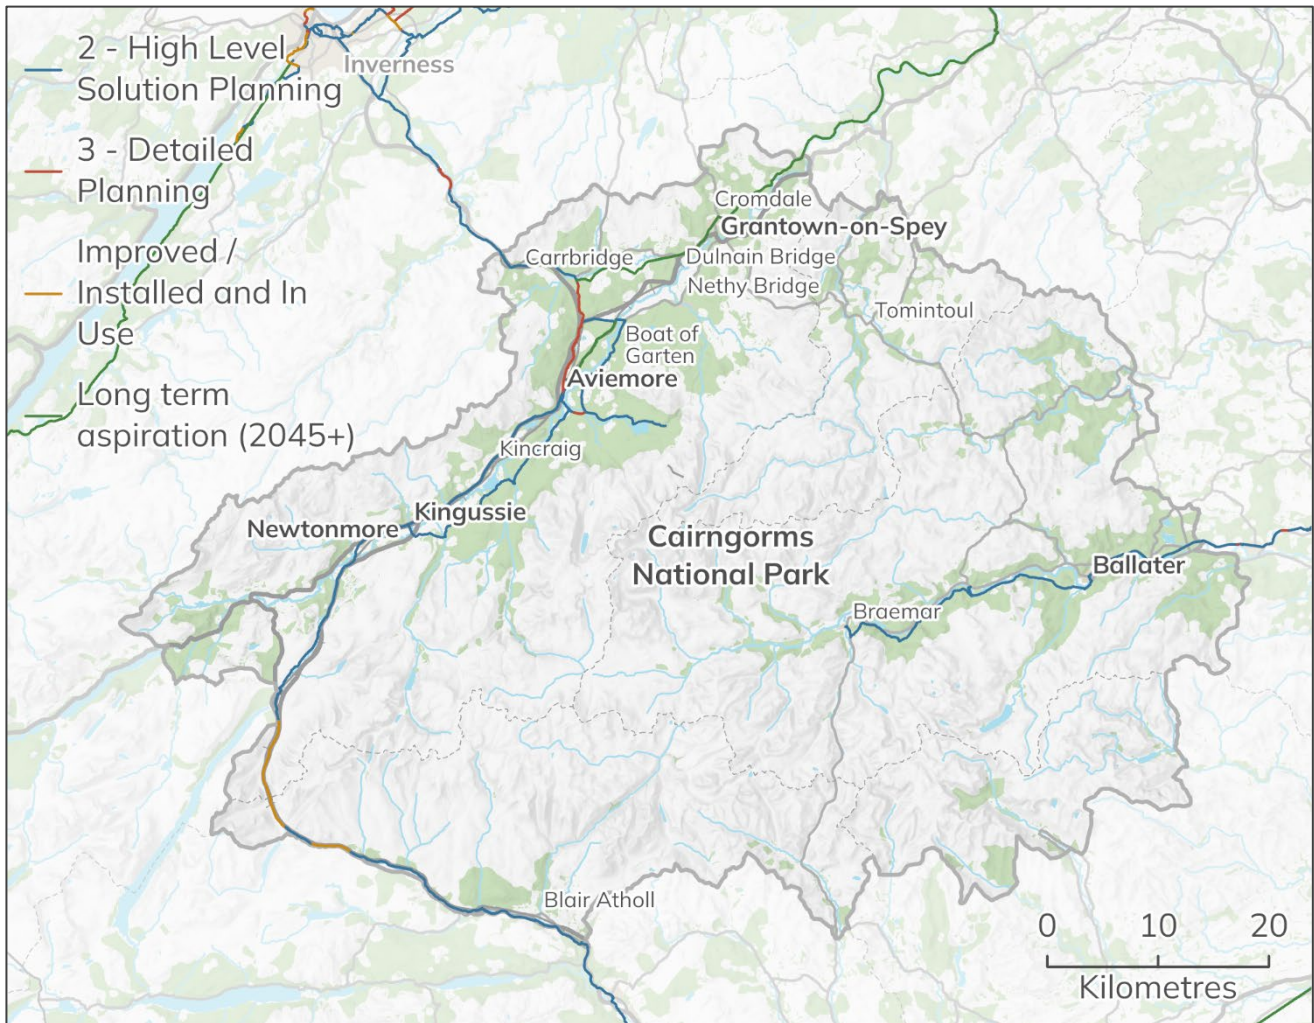 2 - High Level
Solution Planning
3 - Detailed
Planning
Improved /
Installed and In
Use
Long term
aspiration (2045+)
Inverness
Cromdale
Grantown-on-Spey
Carrbridge
Dulnain Bridge
Nethy Bridge
Tomintoul
Boat of
Garten
Aviemore
Kincraig
Kingussie
Newtonmore
Cairngorms
National Park
Ballater
Braemar
Blair Atholl
0 10 20
Kilometres